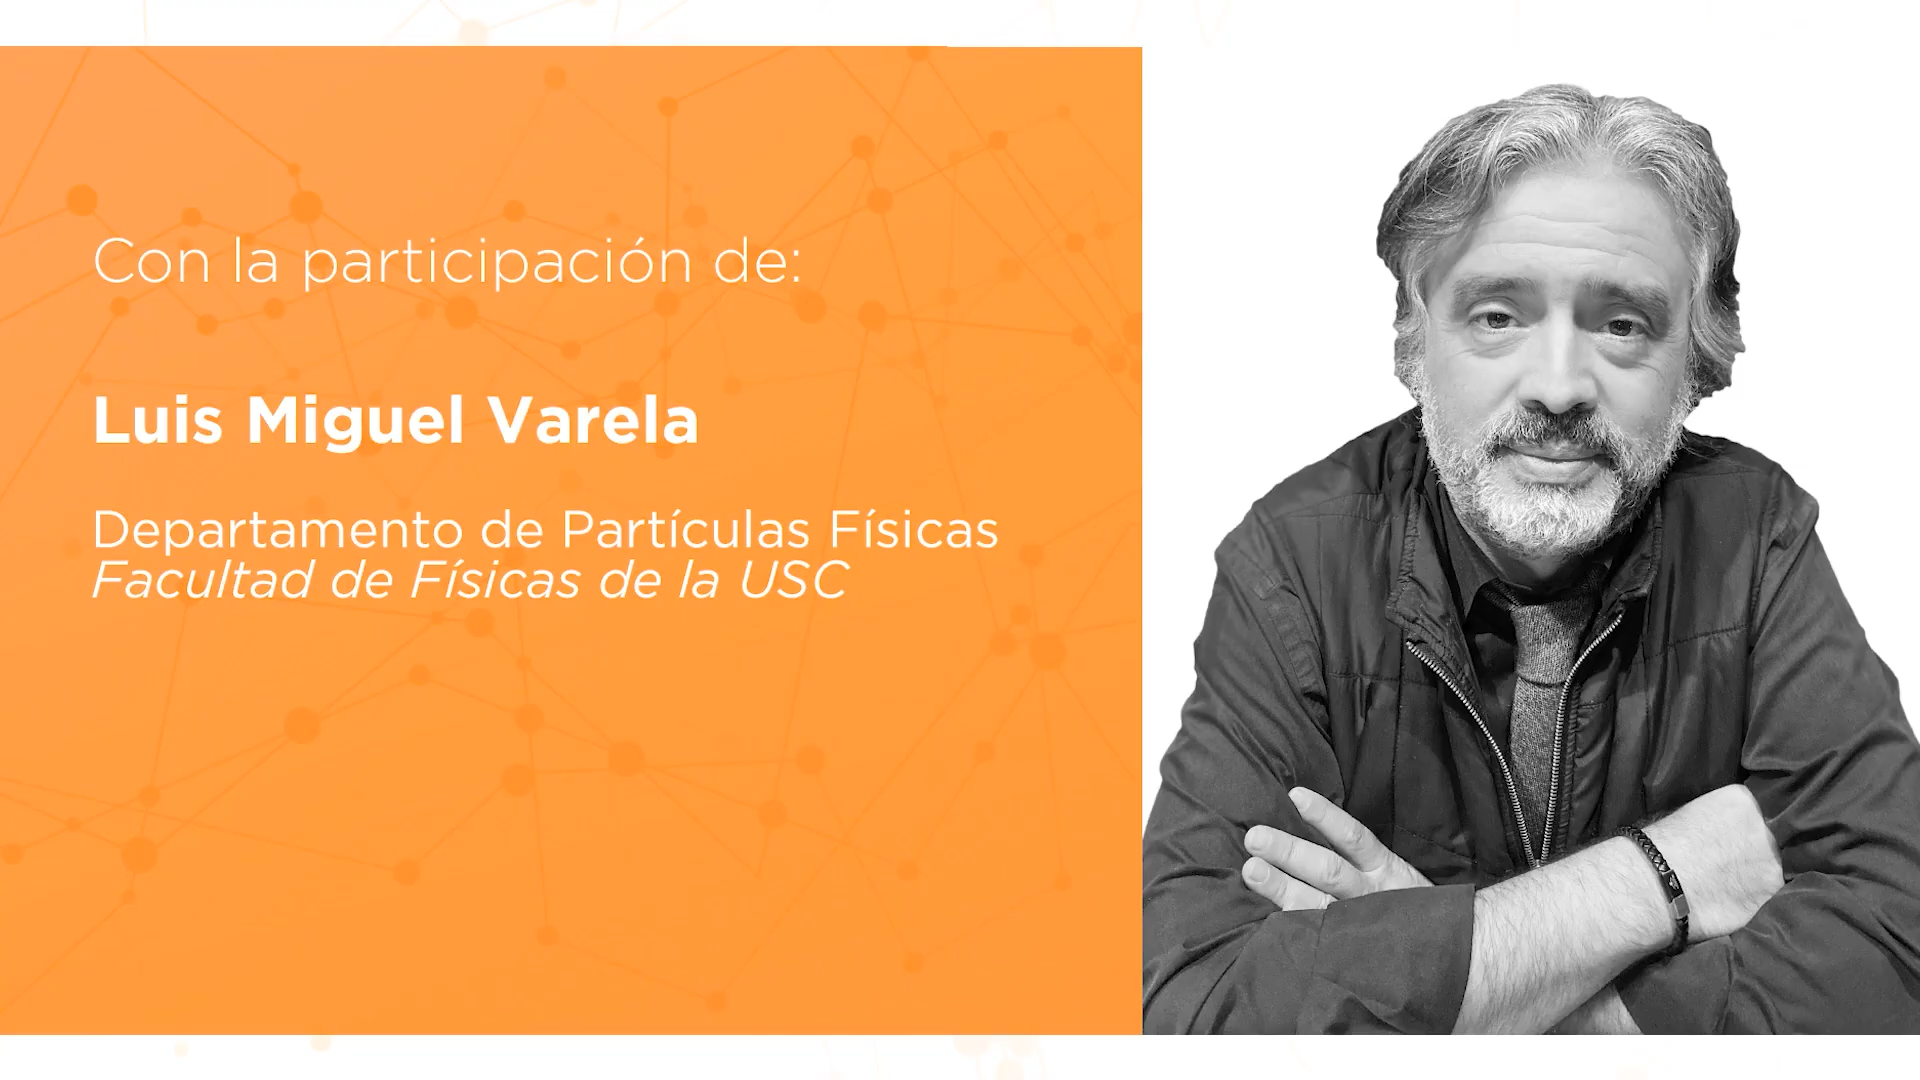 Con la participación de:
Luis Miguel Varela
Departamento de Partículas Físicas
Facultad de Físicas de la USC